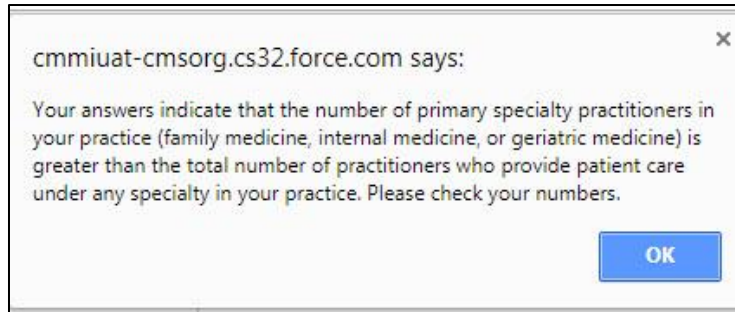 cmmiuat-cmsorg.cs32.force.com says:
Your answers indicate that the number of primary specialty practitioners in
your practice (family medicine, internal medicine, or geriatric medicine) is
greater than the total number of practitioners who provide patient care
under any specialty in your practice. Please check your numbers.
OK